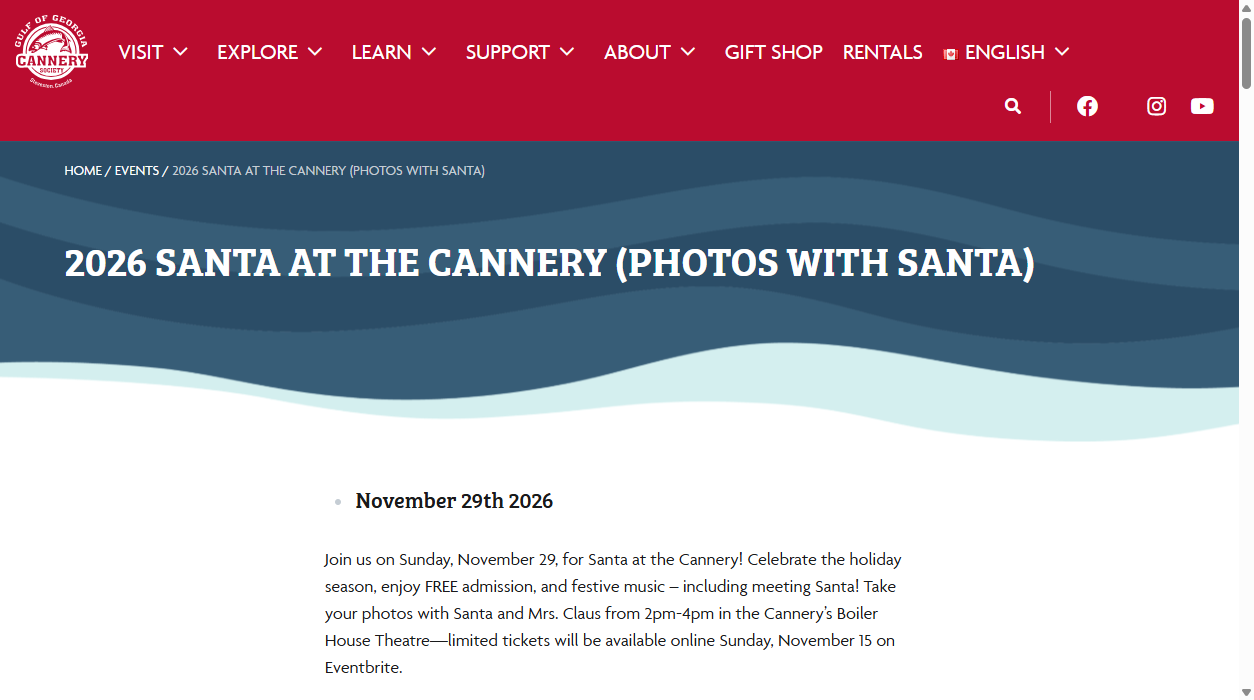 GULF OF GEORGIA
CANNERY
SOCIETY
Steveston, Canada
VISIT
EXPLORE
LEARN
SUPPORT
ABOUT
GIFT SHOP
RENTALS
ENGLISH
HOME / EVENTS / 2026 SANTA AT THE CANNERY (PHOTOS WITH SANTA)
2026 SANTA AT THE CANNERY (PHOTOS WITH SANTA)
November 29th 2026
Join us on Sunday, November 29, for Santa at the Cannery! Celebrate the holiday
season, enjoy FREE admission, and festive music – including meeting Santa! Take
your photos with Santa and Mrs. Claus from 2pm-4pm in the Cannery’s Boiler
House Theatre—limited tickets will be available online Sunday, November 15 on
Eventbrite.